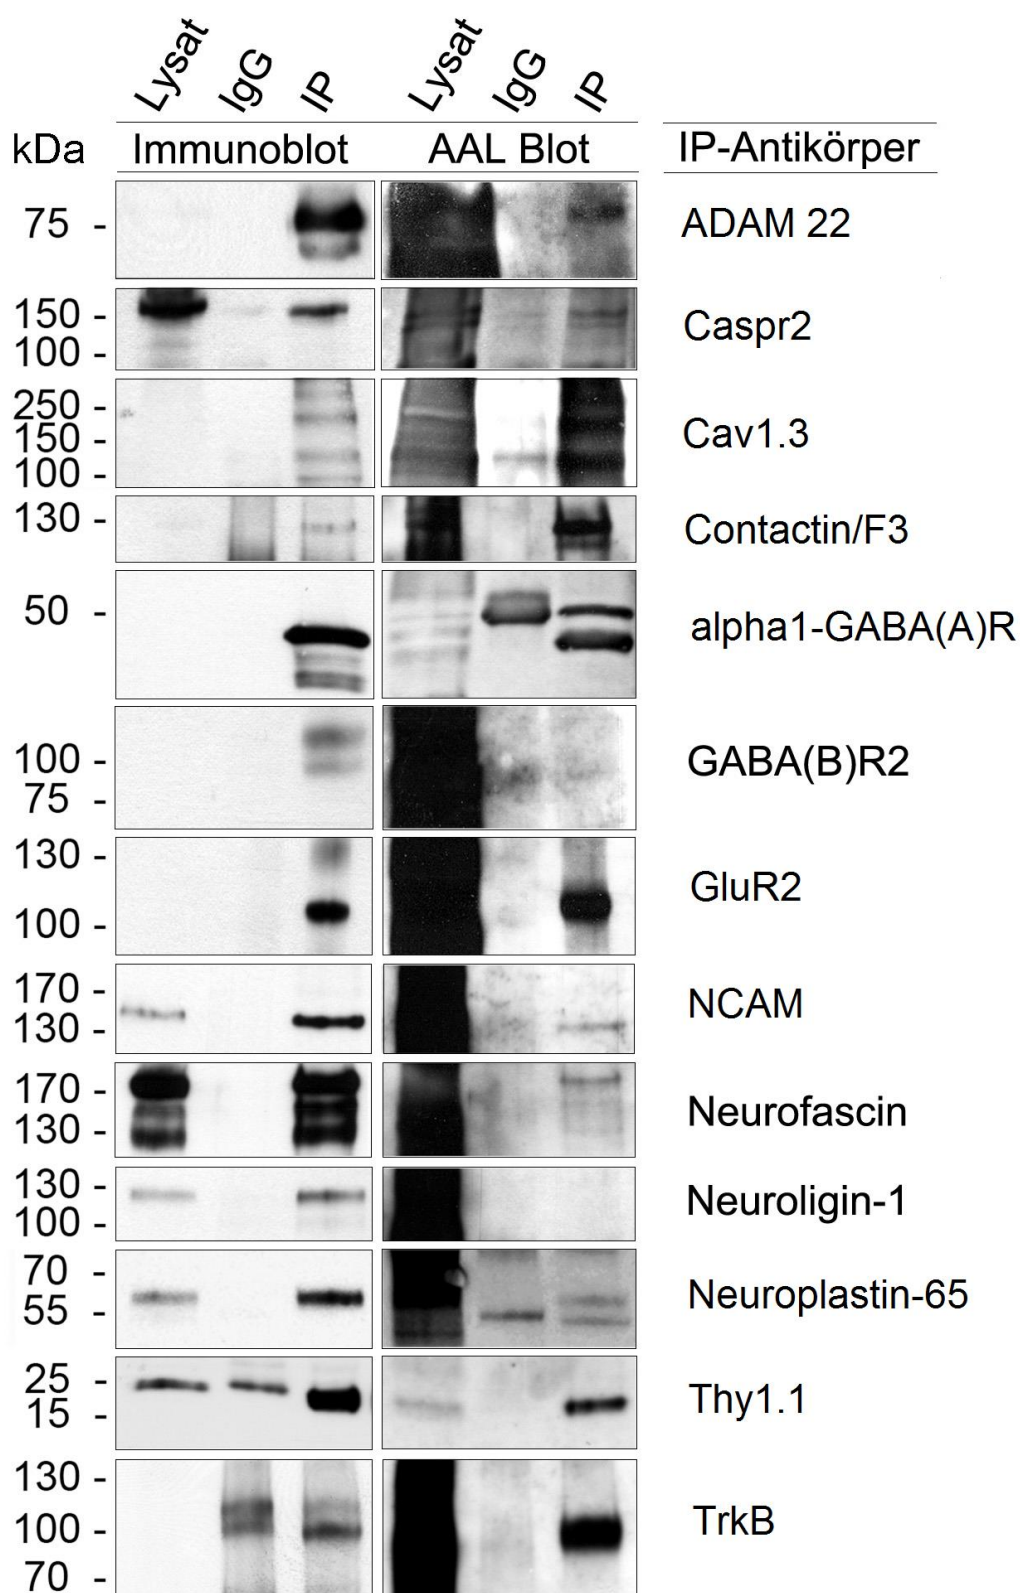 Lysat IgG IP Lysat IgG IP
kDa Immunoblot AAL Blot IP-Antikörper
75 - ADAM 22
150 - Caspr2
100 -
250 - Cav1.3
150 -
100 -
130 - Contactin/F3
50 - alpha1-GABA(A)R
100 - GABA(B)R2
75 -
130 - GluR2
100 -
170 - NCAM
130 -
170 - Neurofascin
130 -
130 - Neuroligin-1
100 -
70 - Neuroplastin-65
55 -
25 - Thy1.1
15 -
130 - TrkB
100 -
70 -